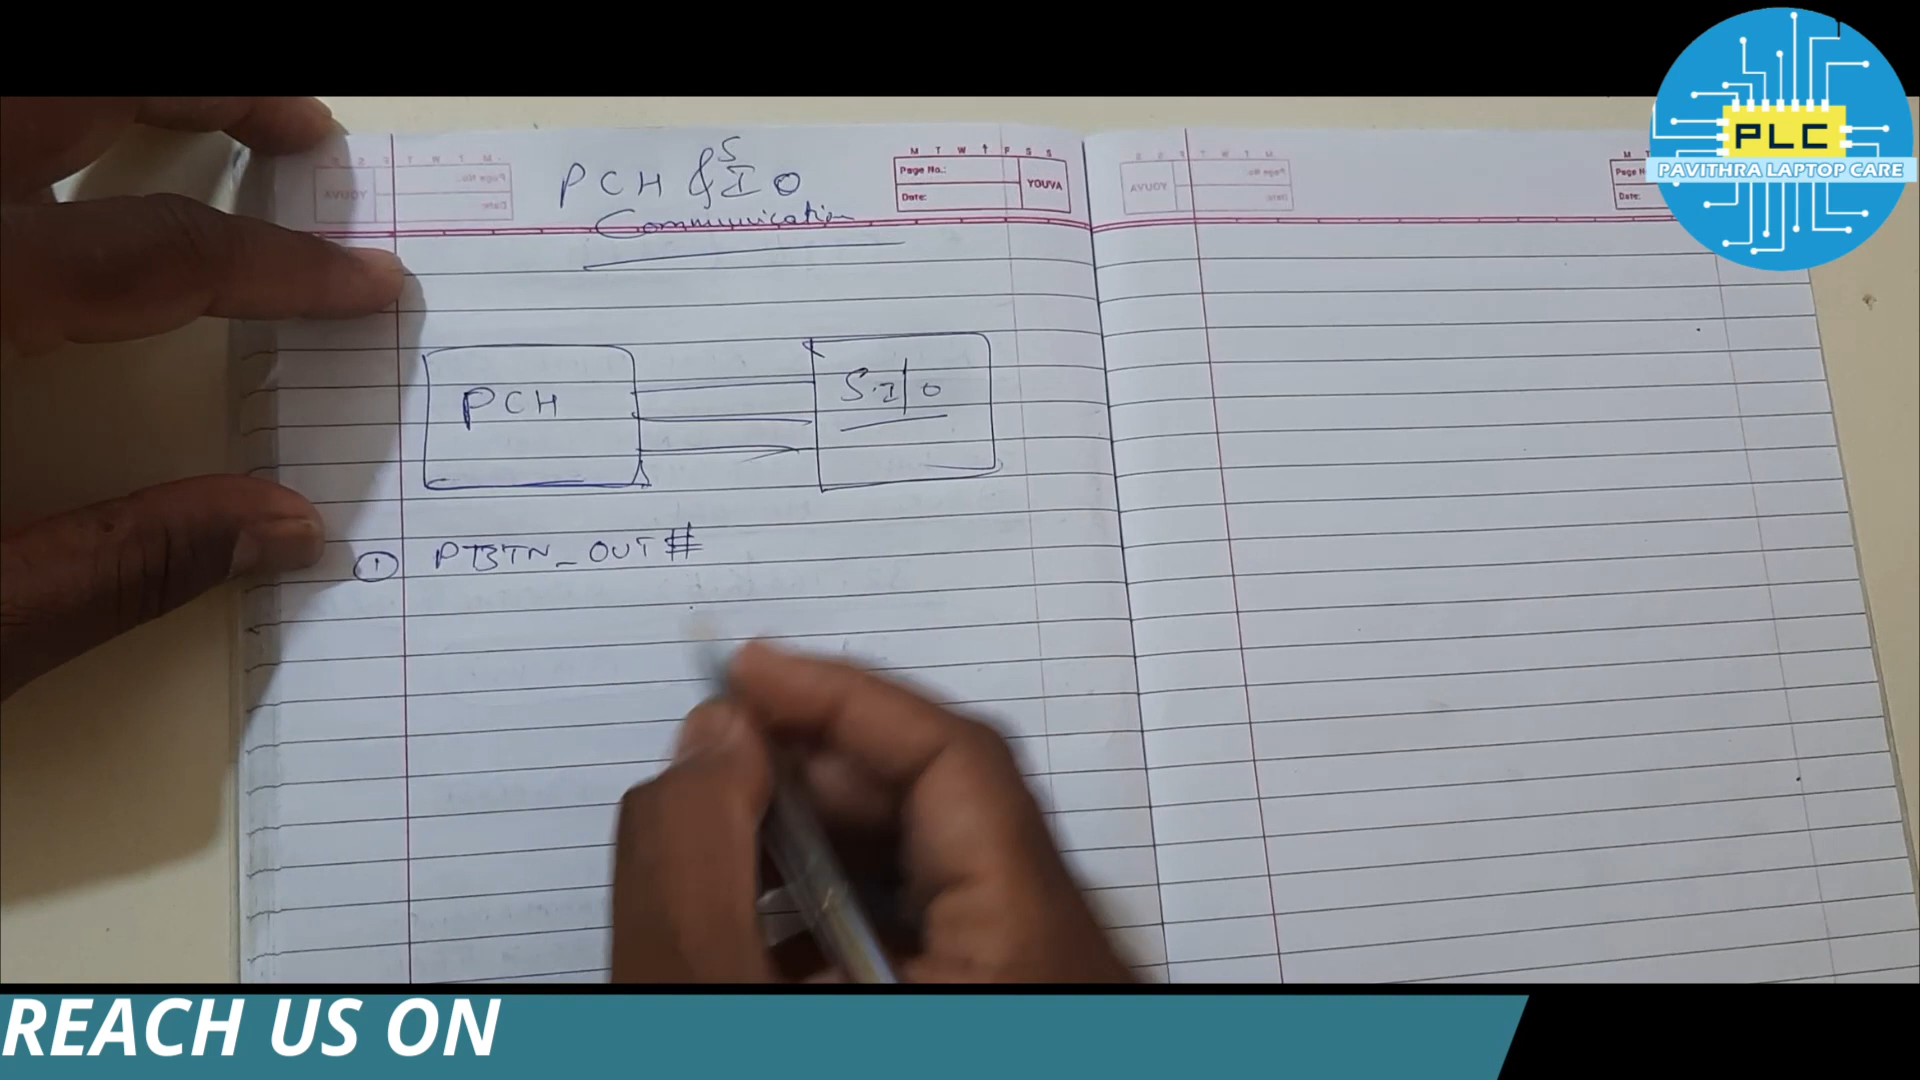 PLC
PAVITHRA LAPTOP CARE
PCH & SIO
Communication
M T W T F S S
Page No.:
Date:
YOUVA
PCH
S.I/O
① PBTN_OUT#
REACH US ON